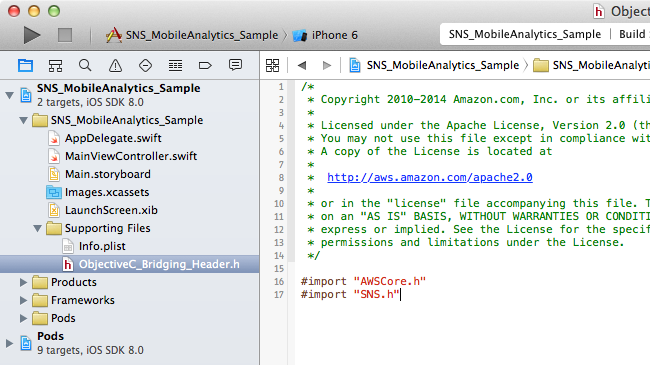 Objec
SNS_MobileAnalytics_Sample
iPhone 6
SNS_MobileAnalytics_Sample
Build
SNS_MobileAnalytics_Sample
2 targets, iOS SDK 8.0
SNS_MobileAnalytics_Sample
AppDelegate.swift
MainViewController.swift
Main.storyboard
Images.xcassets
LaunchScreen.xib
Supporting Files
Info.plist
h ObjectiveC_Bridging_Header.h
Products
Frameworks
Pods
Pods
9 targets, iOS SDK 8.0
SNS_MobileAnalytics_Sample
SNS_MobileAnal
1 /*
2 * Copyright 2010-2014 Amazon.com, Inc. or its affili
3 *
4 * Licensed under the Apache License, Version 2.0 (th
5 * You may not use this file except in compliance wit
6 * A copy of the License is located at
7 *
8 * http://aws.amazon.com/apache2.0
9 *
10 * or in the "license" file accompanying this file. T
11 * on an "AS IS" BASIS, WITHOUT WARRANTIES OR CONDITI
12 * express or implied. See the License for the specif
13 * permissions and limitations under the License.
14 */
15
16 #import "AWSCore.h"
17 #import "SNS.h"